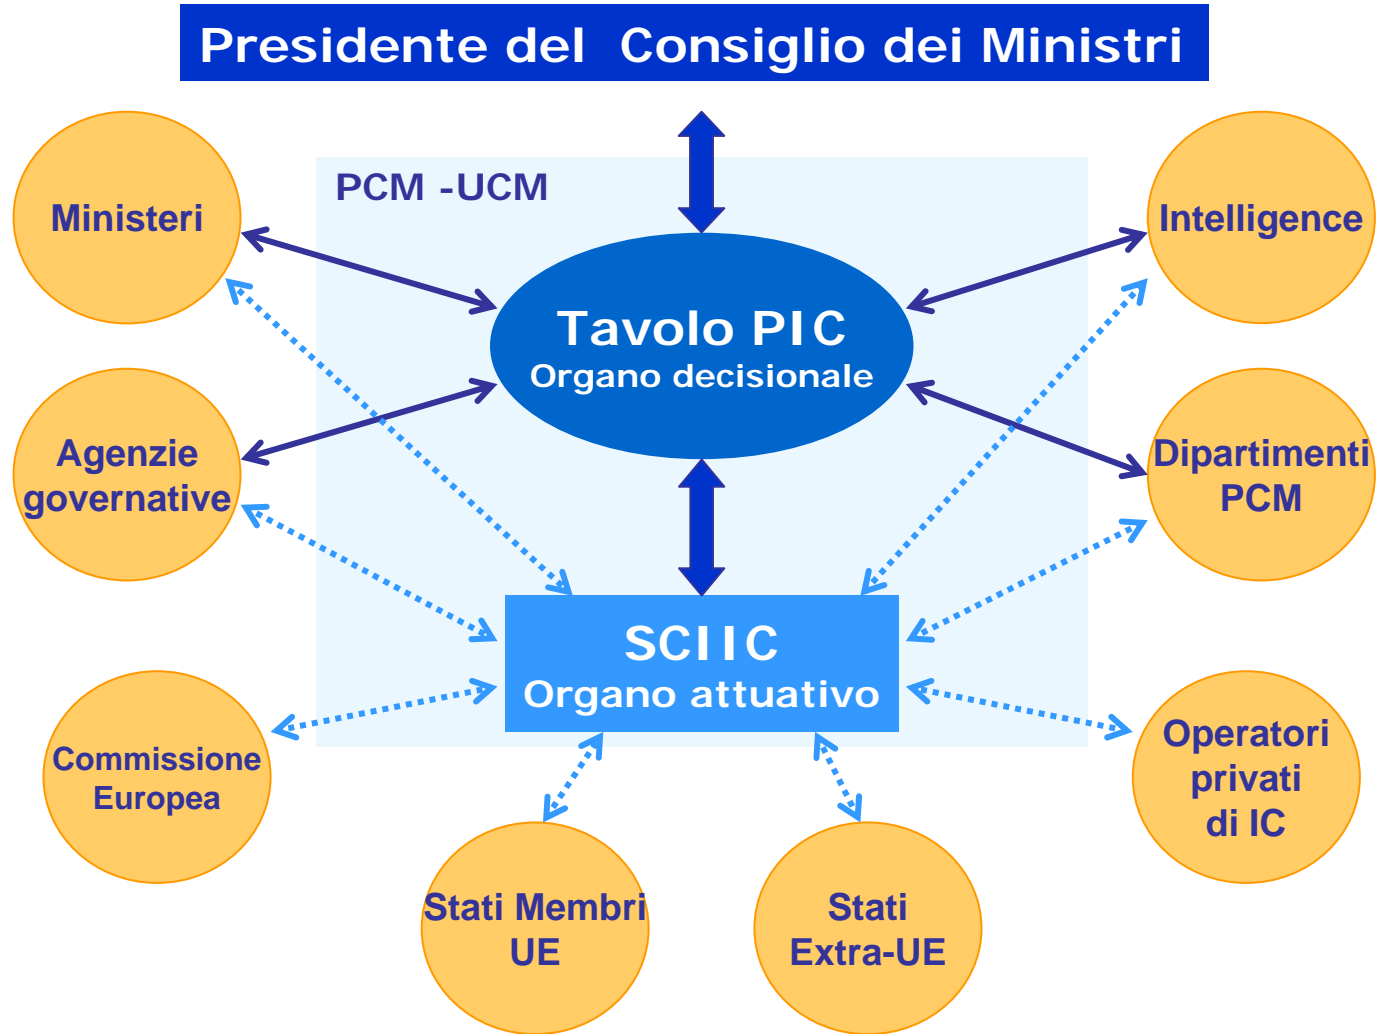 Presidente del Consiglio dei Ministri
PCM -UCM
Ministeri
Intelligence
Tavolo PIC
Organo decisionale
Agenzie
governative
Dipartimenti
PCM
SCIIC
Organo attuativo
Commissione
Europea
Operatori
privati
di IC
Stati Membri
UE
Stati
Extra-UE